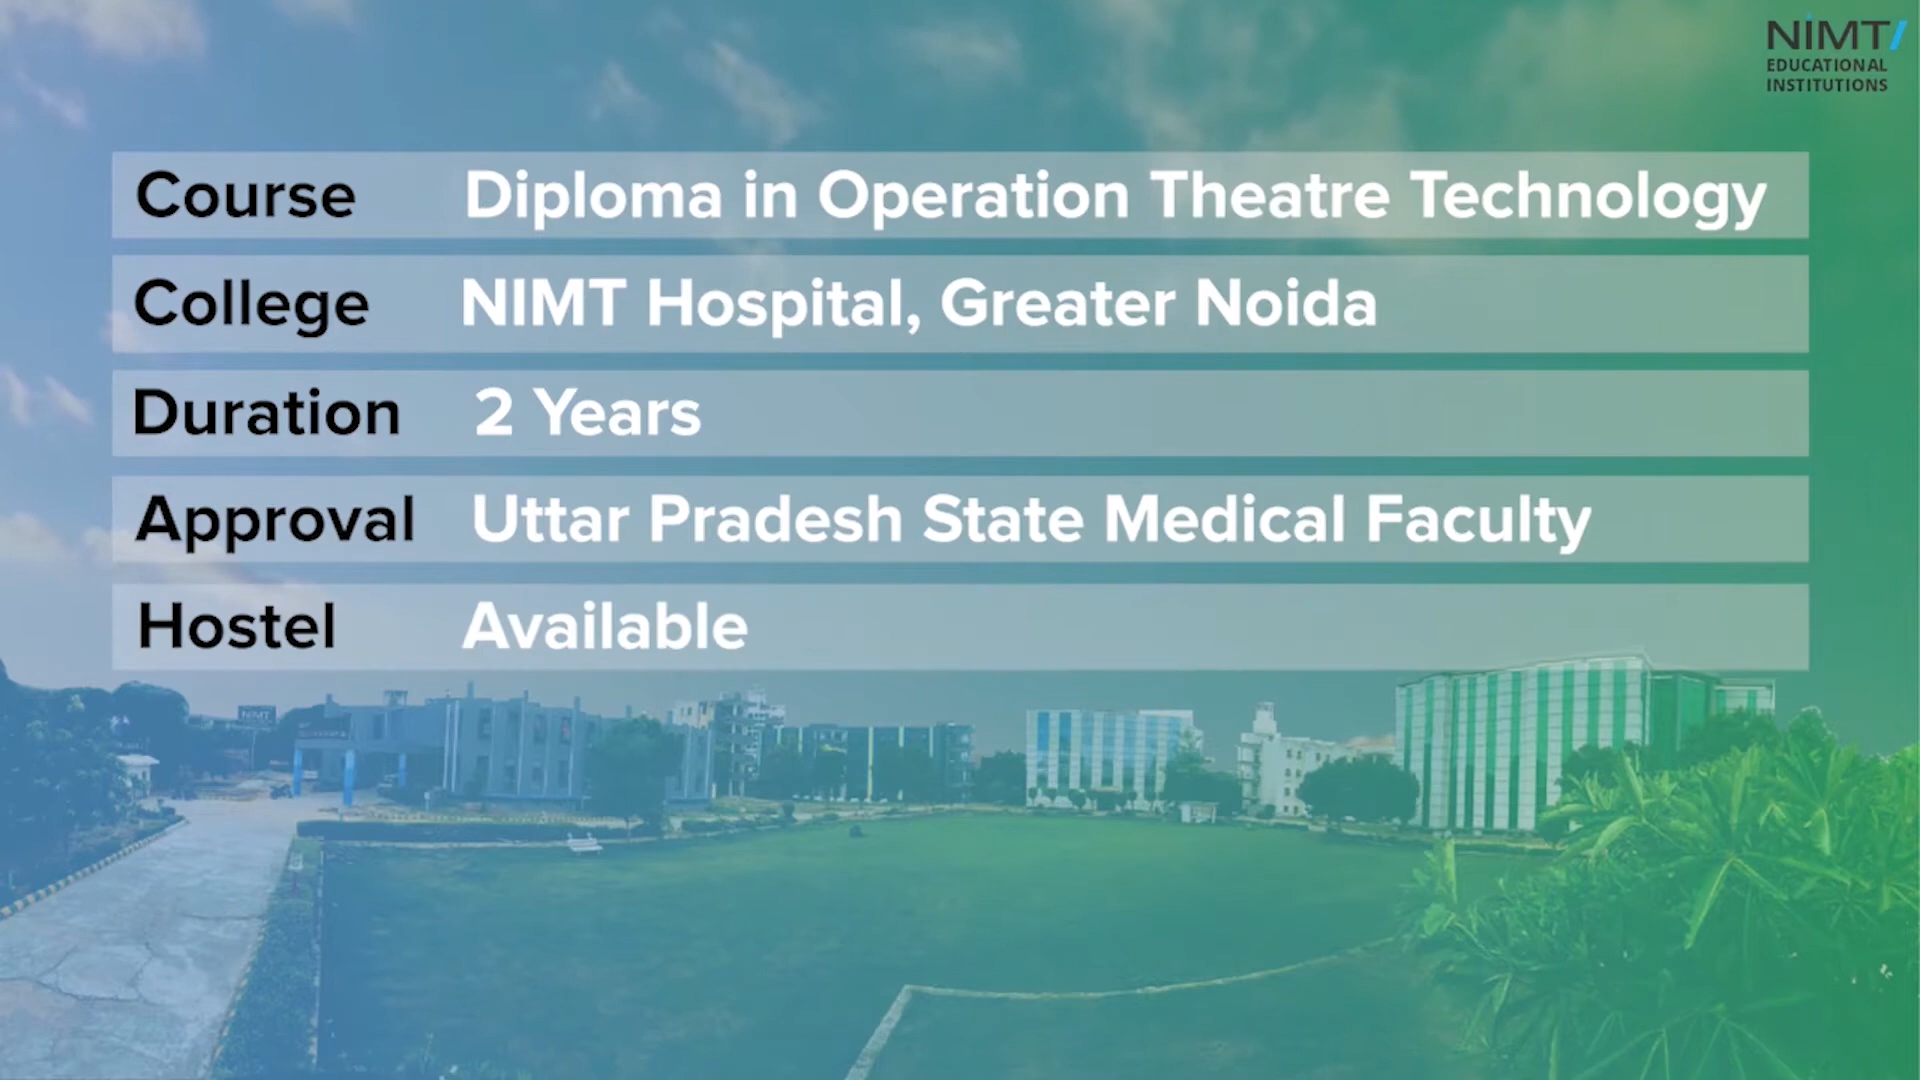 NIMT/
EDUCATIONAL
INSTITUTIONS
Course Diploma in Operation Theatre Technology
College NIMT Hospital, Greater Noida
Duration 2 Years
Approval Uttar Pradesh State Medical Faculty
Hostel Available
NIMT